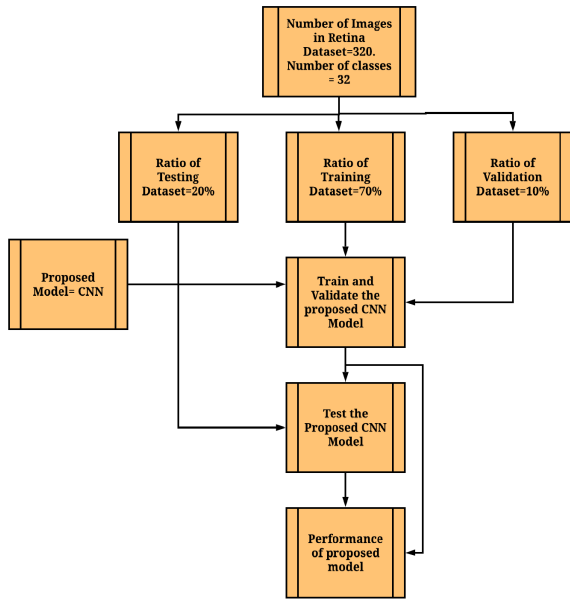 Number of Images
in Retina
Dataset=320.
Number of classes
= 32
Ratio of
Testing
Dataset=20%
Ratio of
Training
Dataset=70%
Ratio of
Validation
Dataset=10%
Proposed
Model= CNN
Train and
Validate the
proposed CNN
Model
Test the
Proposed CNN
Model
Performance
of proposed
model